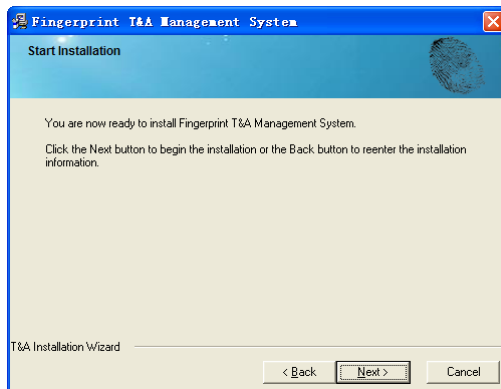 Fingerprint T&A Management System
Start Installation
You are now ready to install Fingerprint T&A Management System.
Click the Next button to begin the installation or the Back button to reenter the installation
information.
T&A Installation Wizard
< Back
Next >
Cancel